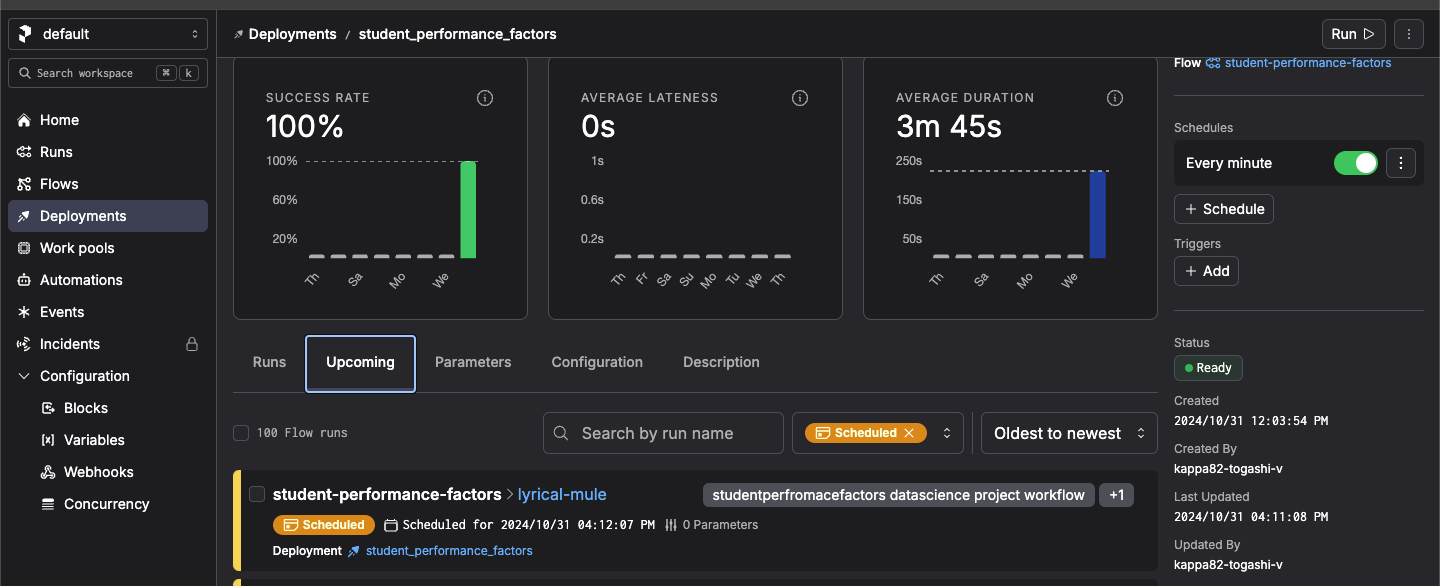 default
Search workspace ⌘ k
Home
Runs
Flows
Deployments
Work pools
Automations
Events
Incidents
Configuration
Blocks
Variables
Webhooks
Concurrency
Deployments / student_performance_factors
Run
SUCCESS RATE
100%
100%
60%
20%
Th Sa Mo We
AVERAGE LATENESS
0s
1s
0.6s
0.2s
Th Fr Sa Su Mo Tu We Th
AVERAGE DURATION
3m 45s
250s
150s
50s
Th Sa Mo We
Runs Upcoming Parameters Configuration Description
100 Flow runs Search by run name Scheduled Oldest to newest
student-performance-factors lyrical-mule studentperfromacefactors datascience project workflow +1
Scheduled Scheduled for 2024/10/31 04:12:07 PM 0 Parameters
Deployment student_performance_factors
Flow student-performance-factors
Schedules
Every minute
+ Schedule
Triggers
+ Add
Status
Ready
Created
2024/10/31 12:03:54 PM
Created By
kappa82-togashi-v
Last Updated
2024/10/31 04:11:08 PM
Updated By
kappa82-togashi-v